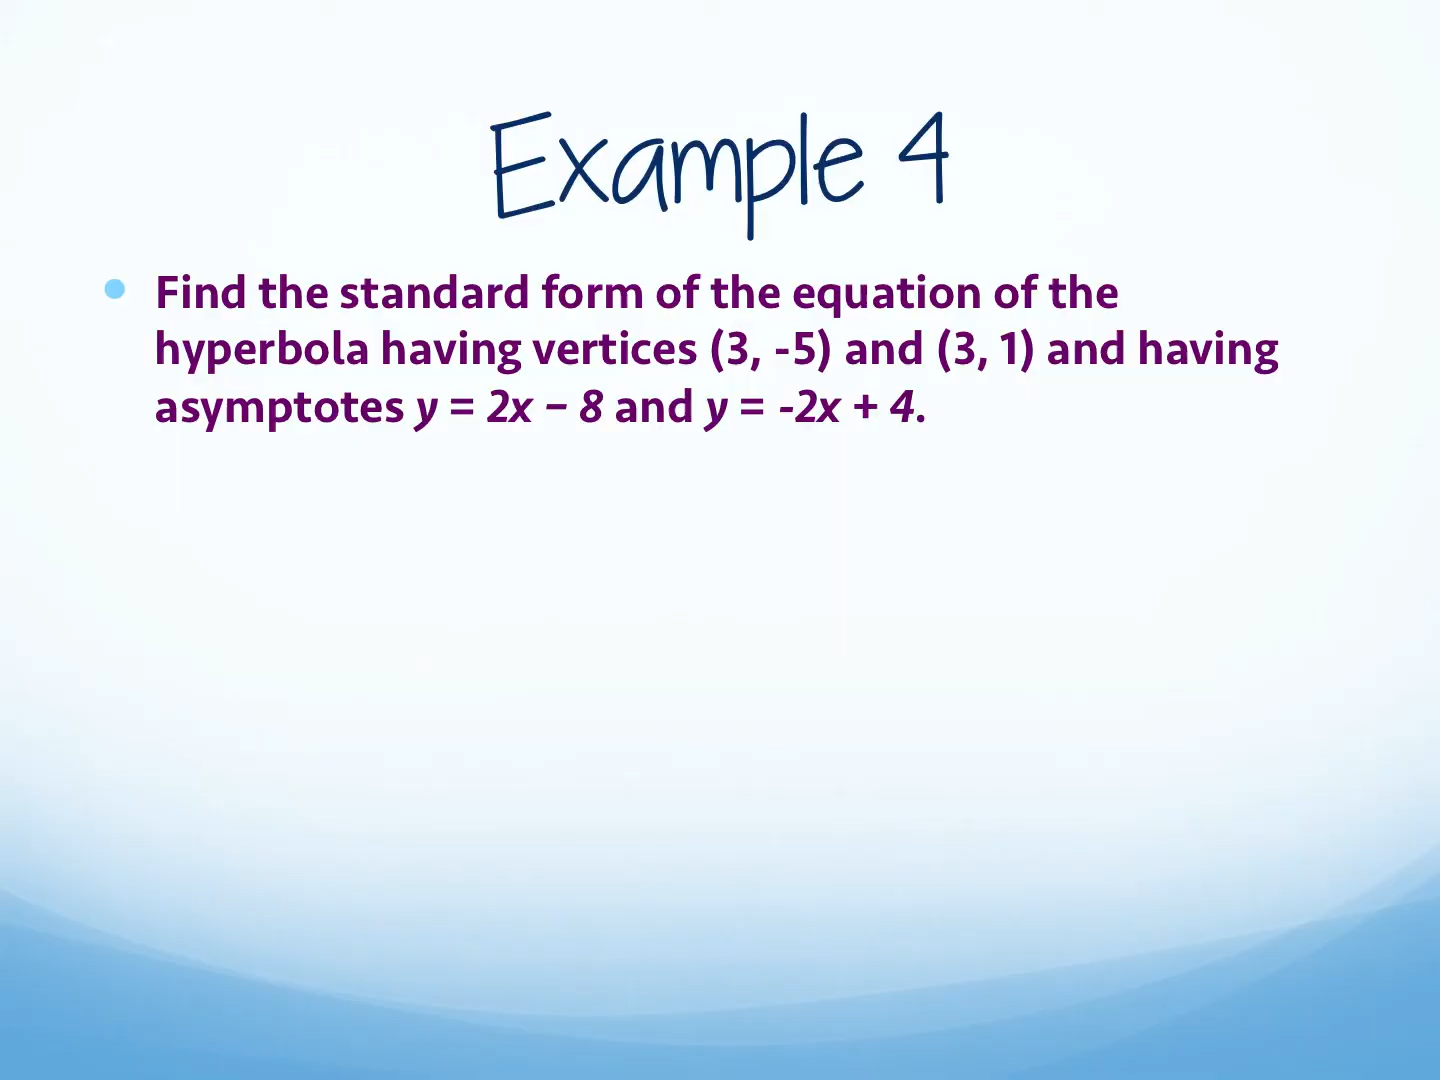 Example 4
Find the standard form of the equation of the
hyperbola having vertices (3, -5) and (3, 1) and having
asymptotes y = 2x – 8 and y = -2x + 4.